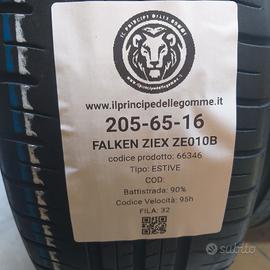 IL PRINCIPE DELLE GOMME
www.ilprincipedellegomme.it
205-65-16
FALKEN ZIEX ZE010B
codice prodotto: 66346
Tipo: ESTIVE
COD:
Battistrada: 90%
Codice Velocità: 95h
FILA: 32
subito